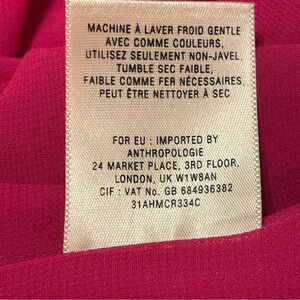 MACHINE À LAVER FROID GENTLE
AVEC COMME COULEURS,
UTILISEZ SEULEMENT NON-JAVEL,
TUMBLE SEC FAIBLE,
FAIBLE COMME FER NÉCESSAIRES,
PEUT ÊTRE NETTOYER À SEC
FOR EU : IMPORTED BY
ANTHROPOLOGIE
24 MARKET PLACE, 3RD FLOOR,
LONDON, UK W1W8AN
CIF : VAT No. GB 684936382
31AHMCR334C